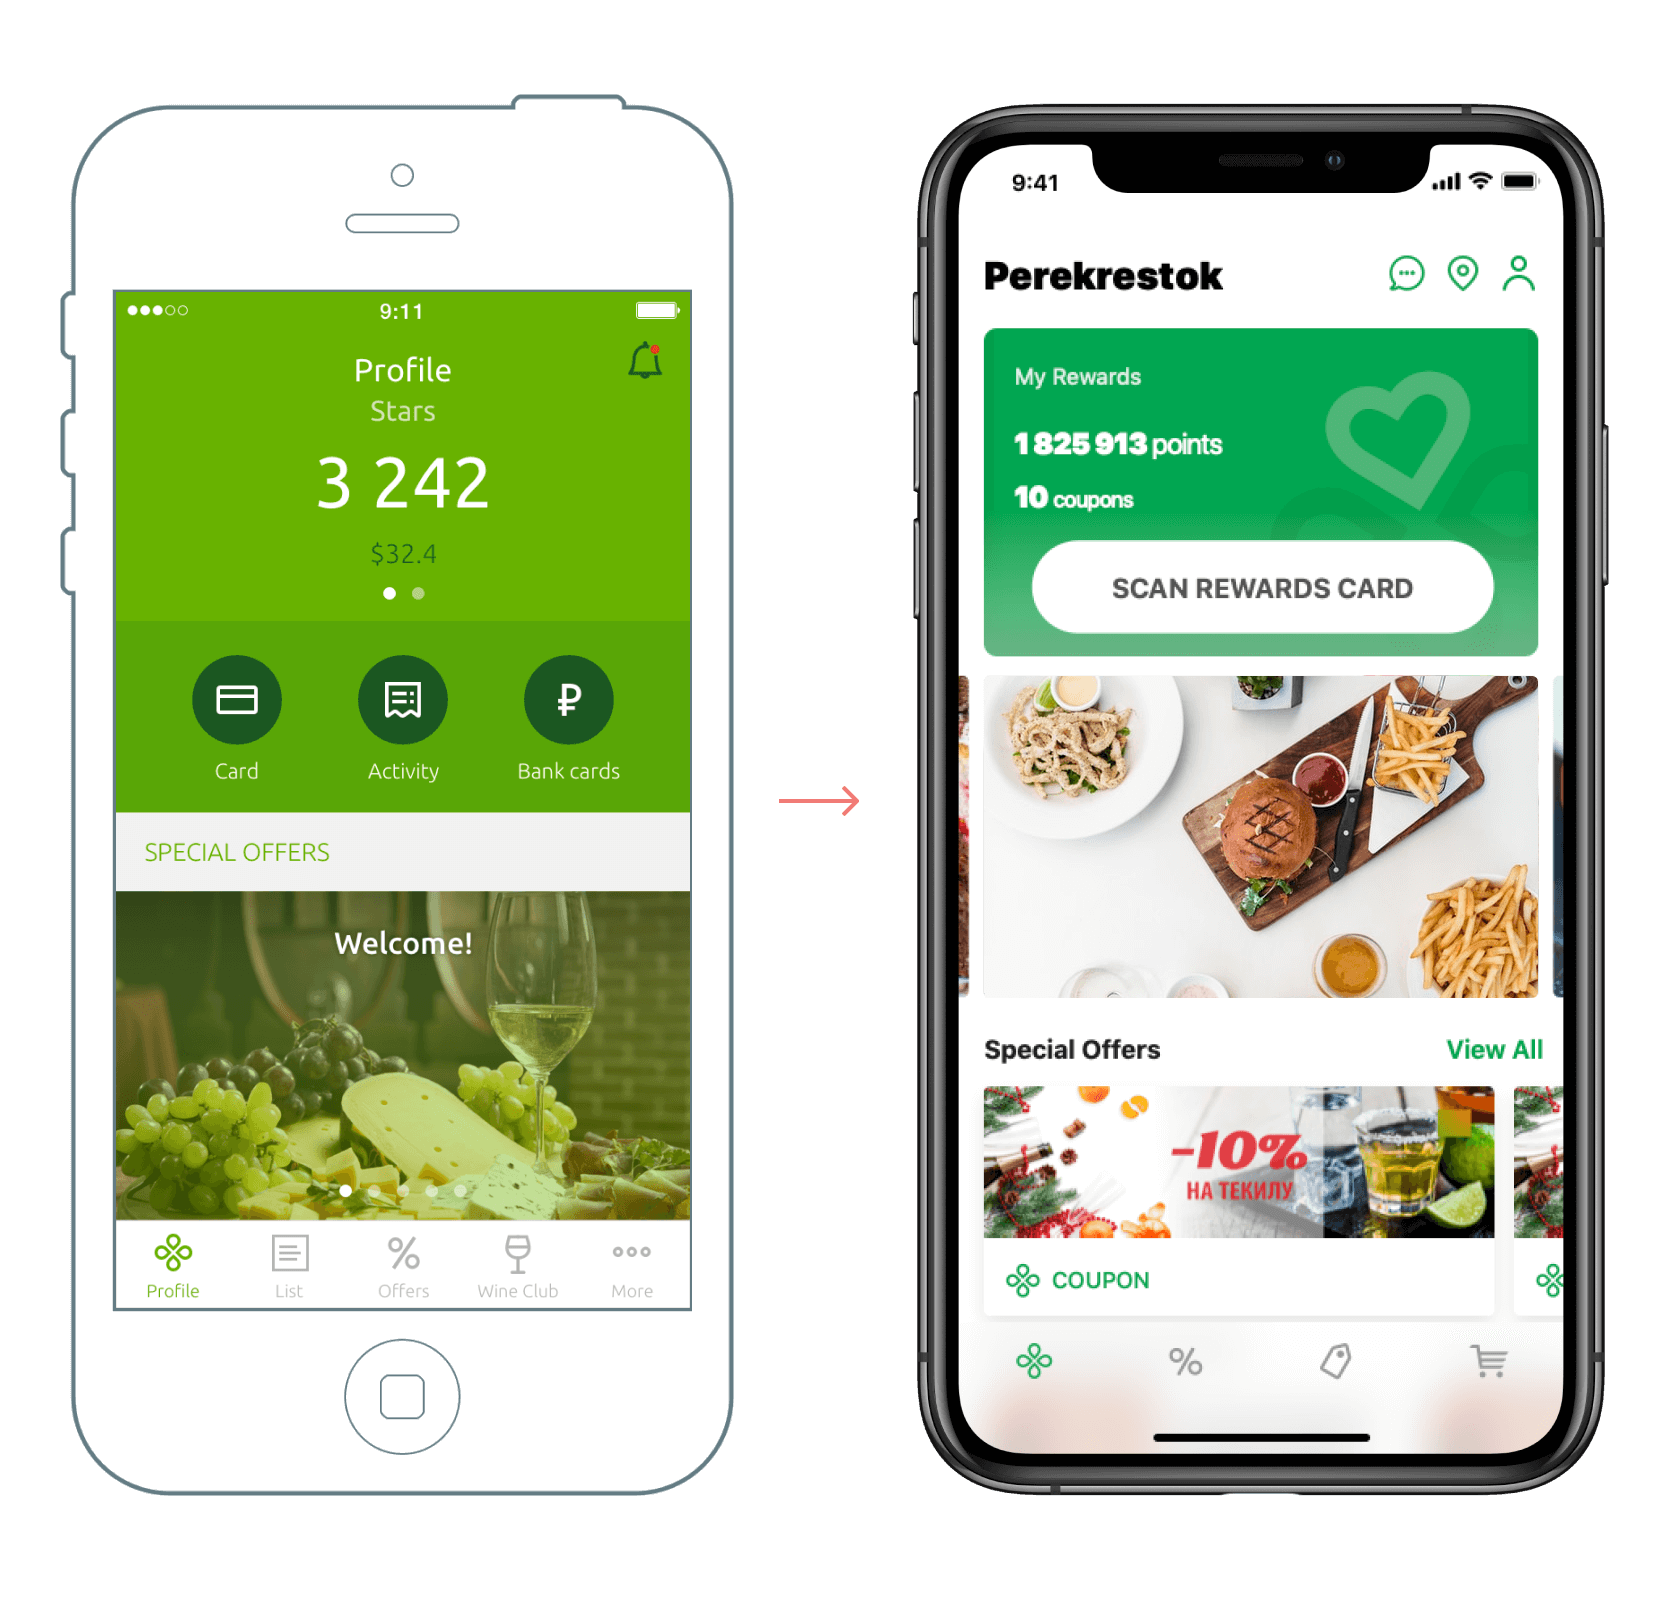 9:11
Profile
Stars
3 242
$32.4
Card
Activity
Bank cards
SPECIAL OFFERS
Welcome!
Profile
List
Offers
Wine Club
More
9:41
Perekrestok
My Rewards
1 825 913 points
10 coupons
SCAN REWARDS CARD
Special Offers
View All
-10%
НА ТЕКИЛУ
COUPON